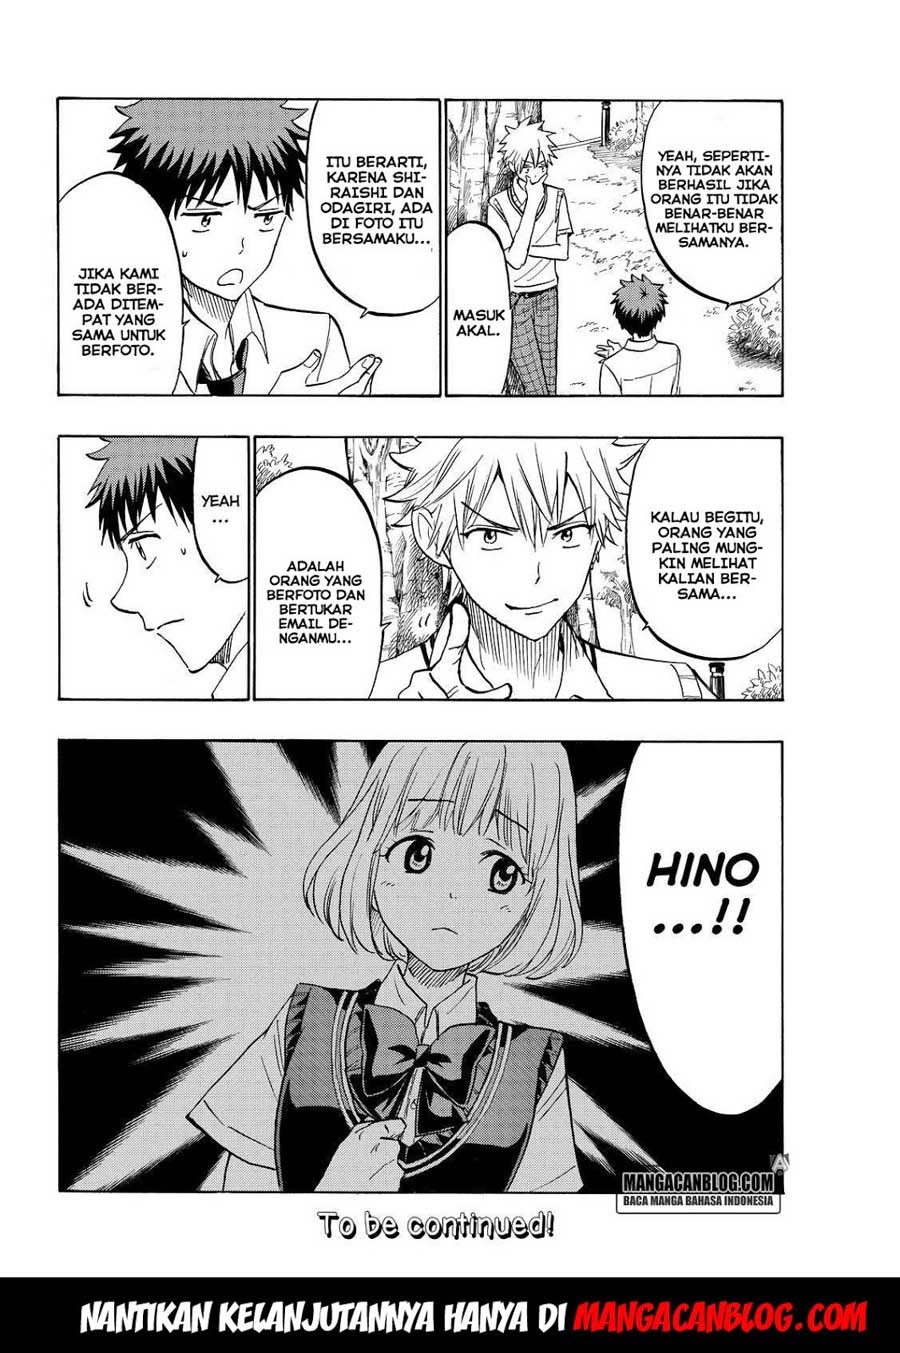 YEAH, SEPERTI-
NYA TIDAK AKAN
BERHASIL JIKA
ORANG ITU TIDAK
BENAR-BENAR
MELIHATKU BER-
SAMANYA.
MASUK
AKAL.
ITU BERARTI,
KARENA SHI-
RAISHI DAN
ODAGIRI, ADA
DI FOTO ITU
BERSAMAKU...
JIKA KAMI
TIDAK BER-
ADA DITEM-
PAT YANG
SAMA UNTUK
BERFOTO.
KALAU BEGITU,
ORANG YANG
PALING MUNG-
KIN MELIHAT
KALIAN BER-
SAMA...
ADALAH
ORANG YANG
BERFOTO DAN
BERTUKAR
EMAIL DE-
NGANMU...
YEAH
...
HINO
...!!
MANGACANBLOG.COM
BACA MANGA BAHASA INDONESIA
To be continued!
NANTIKAN KELANJUTANNYA HANYA DI MANGACANBLOG.COM